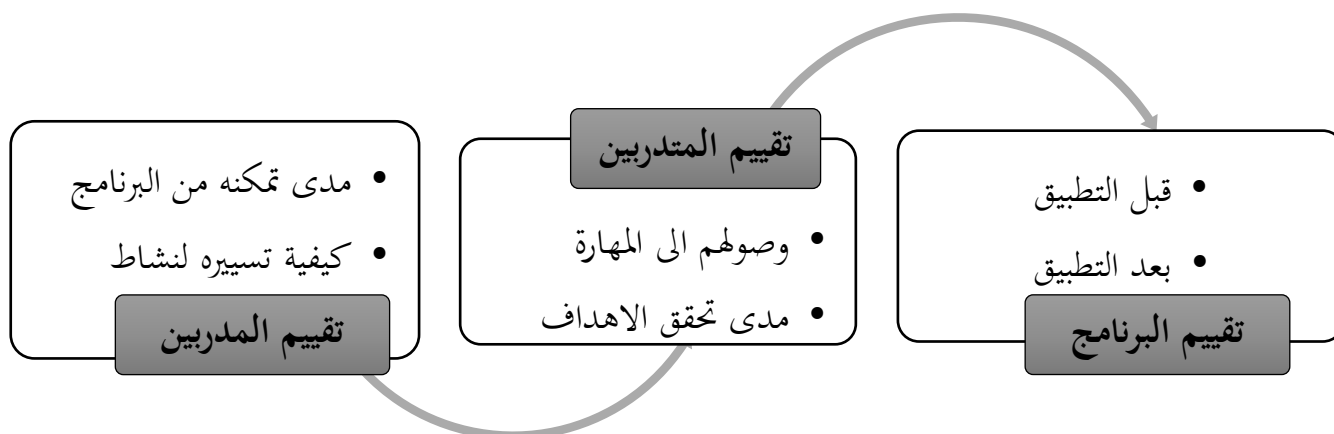 • قبل التطبيق
• بعد التطبيق
تقييم البرنامج
تقييم المتدربين
• وصولهم الى المهارة
• مدى تحقق الاهداف
• مدى تمكنه من البرنامج
• كيفية تسييره لنشاط
تقييم المدربين